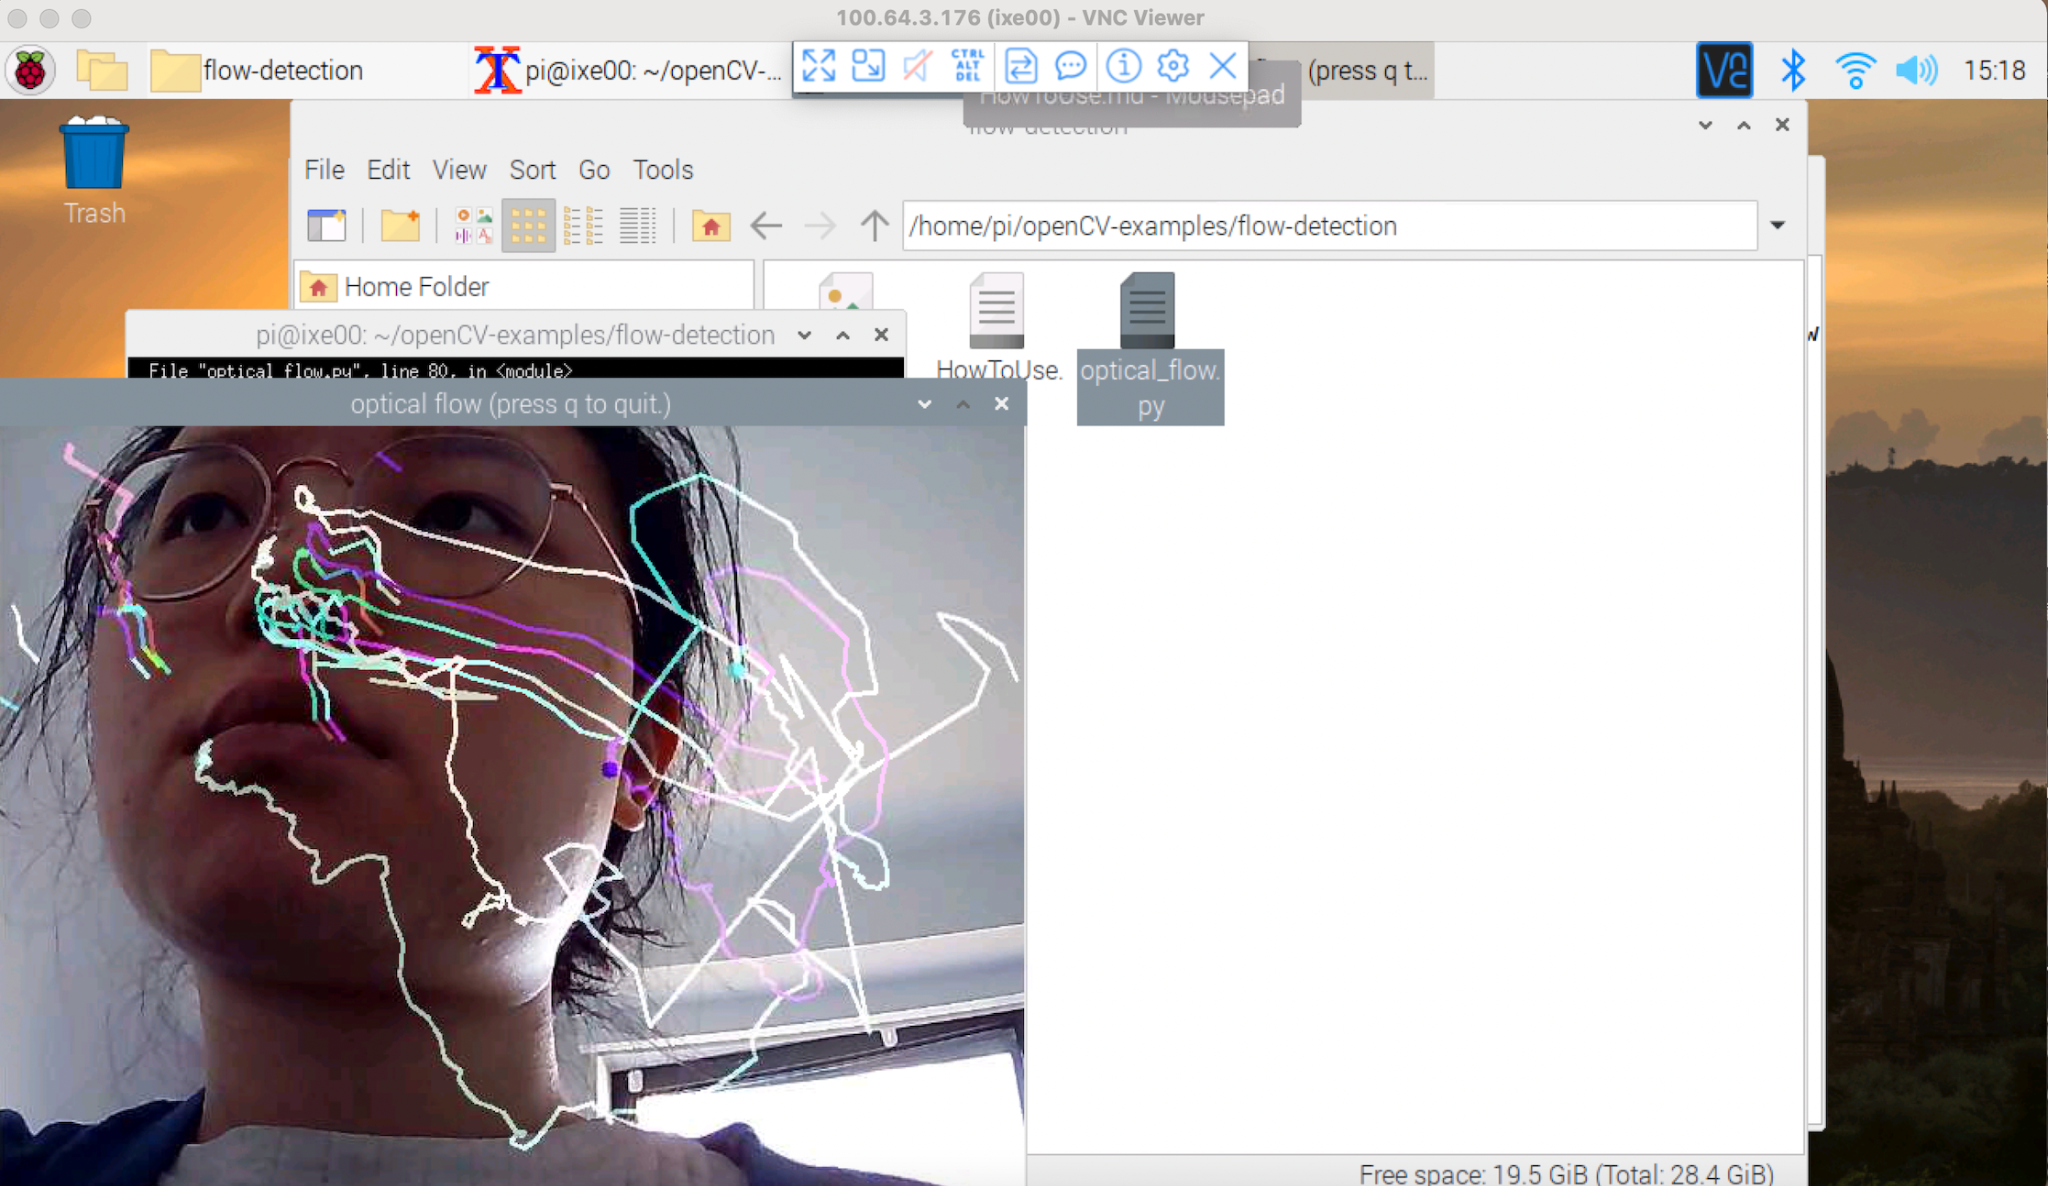 100.64.3.176 (ixe00) - VNC Viewer
flow-detection
pi@ixe00: ~/openCV-...
CTRL
ALT
DEL
(press q t...
15:18
HowToUse.md - Mousepad
flow-detection
Trash
File Edit View Sort Go Tools
/home/pi/openCV-examples/flow-detection
Home Folder
pi@ixe00: ~/openCV-examples/flow-detection
File "optical_flow.py", line 80, in <module>
HowToUse.
optical_flow.
py
optical flow (press q to quit.)
Free space: 19.5 GiB (Total: 28.4 GiB)